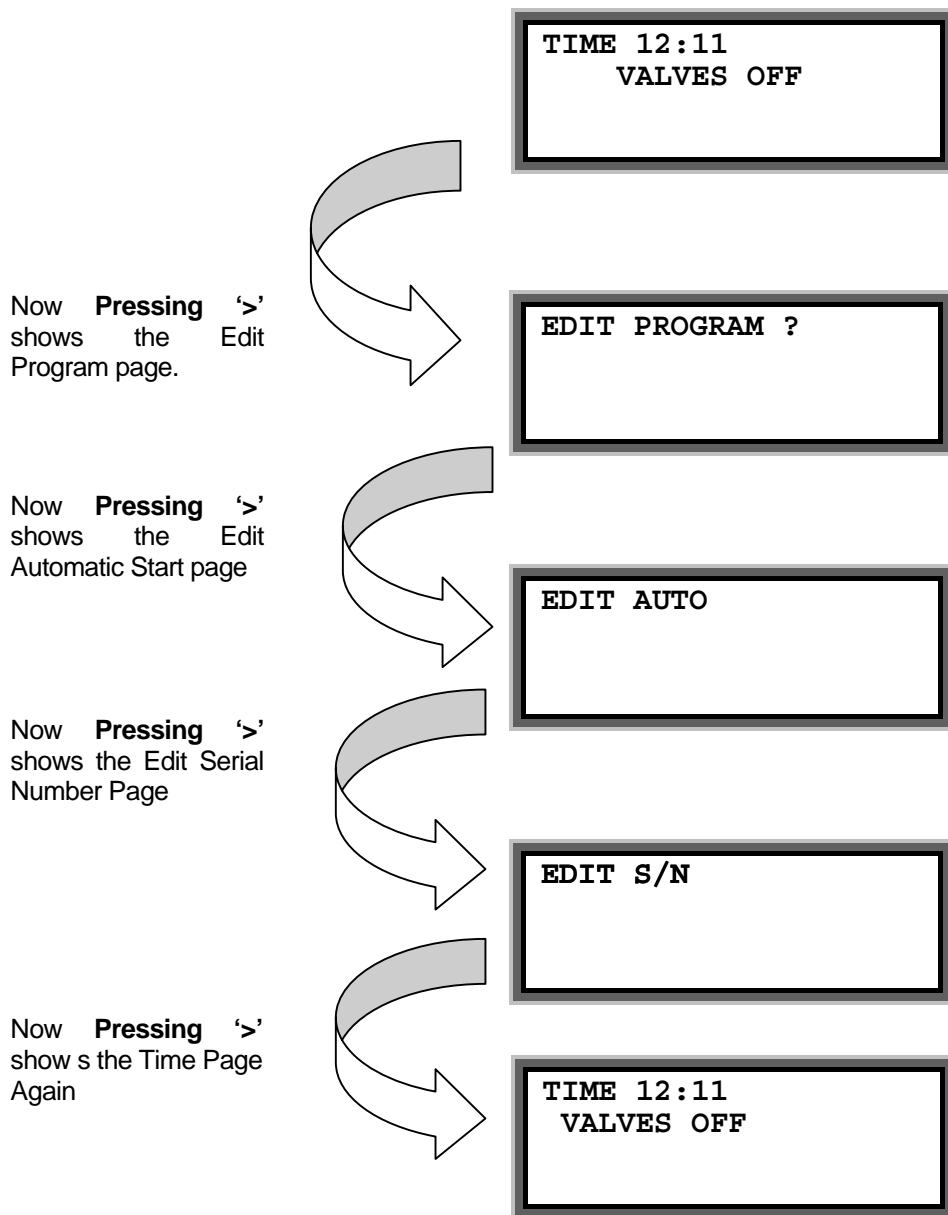 TIME 12:11
VALVES OFF
Now Pressing ‘>’
shows the Edit
Program page.
EDIT PROGRAM ?
Now Pressing ‘>’
shows the Edit
Automatic Start page
EDIT AUTO
Now Pressing ‘>’
shows the Edit Serial
Number Page
EDIT S/N
Now Pressing ‘>’
show s the Time Page
Again
TIME 12:11
VALVES OFF